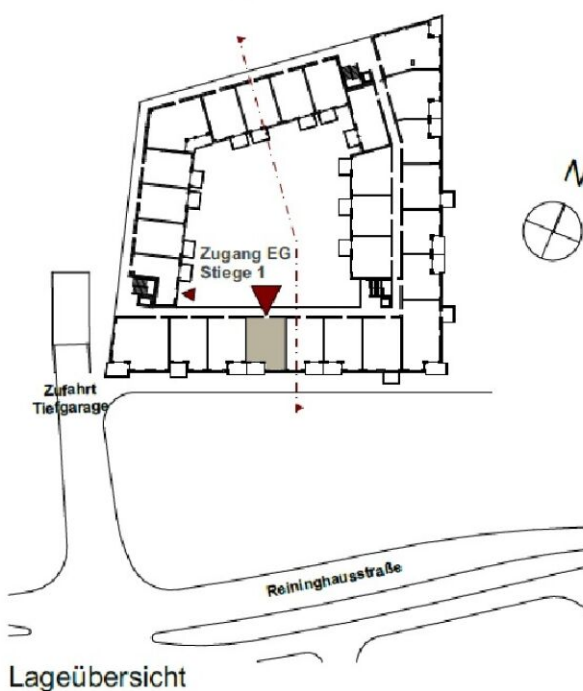 N
Zugang EG
Stiege 1
Zufahrt
Tiefgarage
Reininghausstraße
Lageübersicht